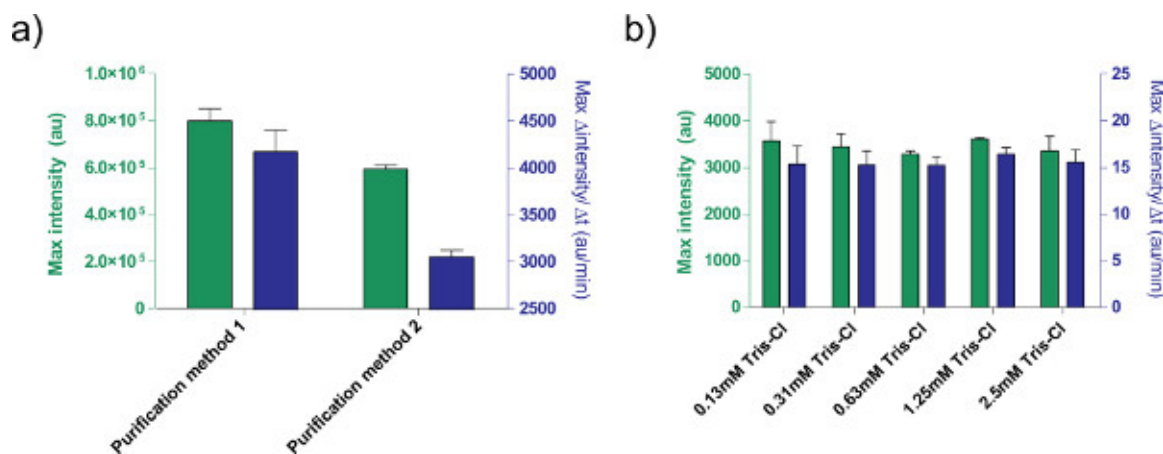 a)
Max intensity (au)
1.0×10⁶
8.0×10⁵
6.0×10⁵
4.0×10⁵
2.0×10⁵
0
5000
4500
4000
3500
3000
2500
Max Δintensity/ Δt (au/min)
Purification method 1
Purification method 2
b)
Max intensity (au)
5000
4000
3000
2000
1000
0
25
20
15
10
5
0
Max Δintensity/ Δt (au/min)
0.13mM Tris-Cl
0.31mM Tris-Cl
0.63mM Tris-Cl
1.25mM Tris-Cl
2.5mM Tris-Cl